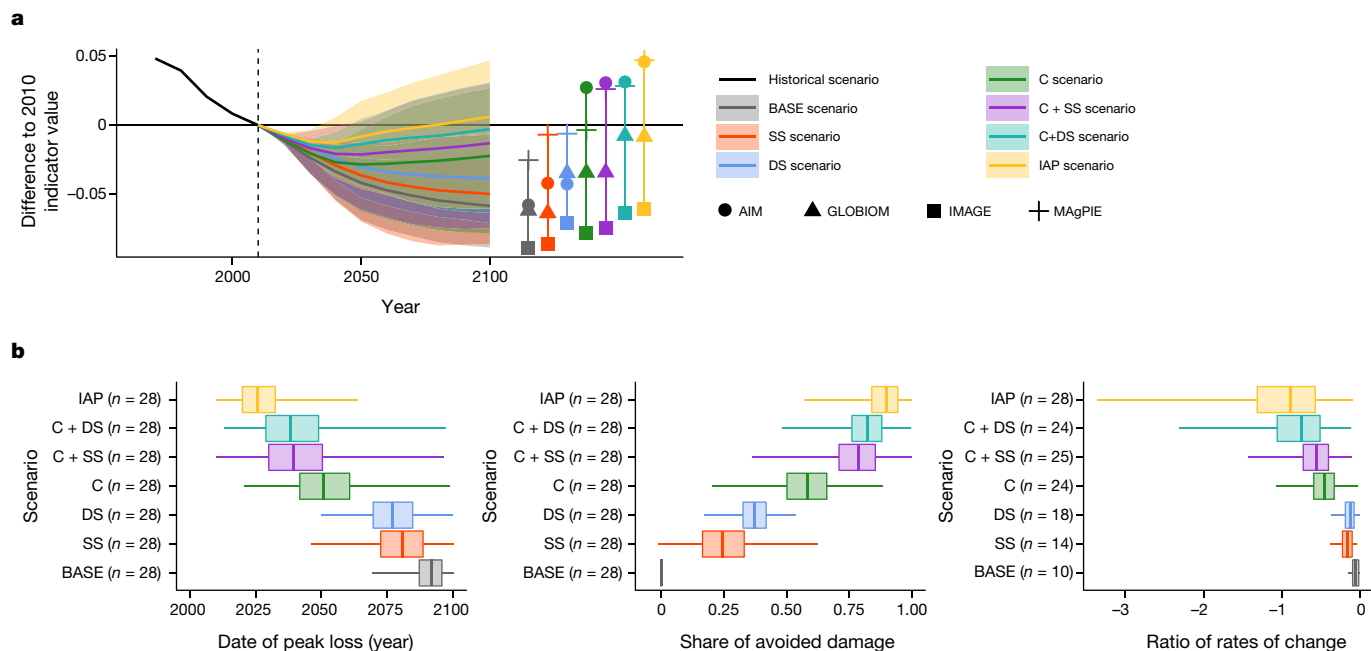 a
Difference to 2010
indicator value
0.05
0
−0.05
2000
2050
2100
Year
Historical scenario
BASE scenario
SS scenario
DS scenario
C scenario
C + SS scenario
C+DS scenario
IAP scenario
AIM
GLOBIOM
IMAGE
MAgPIE
b
Scenario
IAP (n = 28)
C + DS (n = 28)
C + SS (n = 28)
C (n = 28)
DS (n = 28)
SS (n = 28)
BASE (n = 28)
2000
2025
2050
2075
2100
Date of peak loss (year)
Scenario
IAP (n = 28)
C + DS (n = 28)
C + SS (n = 28)
C (n = 28)
DS (n = 28)
SS (n = 28)
BASE (n = 28)
0
0.25
0.50
0.75
1.00
Share of avoided damage
Scenario
IAP (n = 28)
C + DS (n = 24)
C + SS (n = 25)
C (n = 24)
DS (n = 18)
SS (n = 14)
BASE (n = 10)
−3
−2
−1
0
Ratio of rates of change